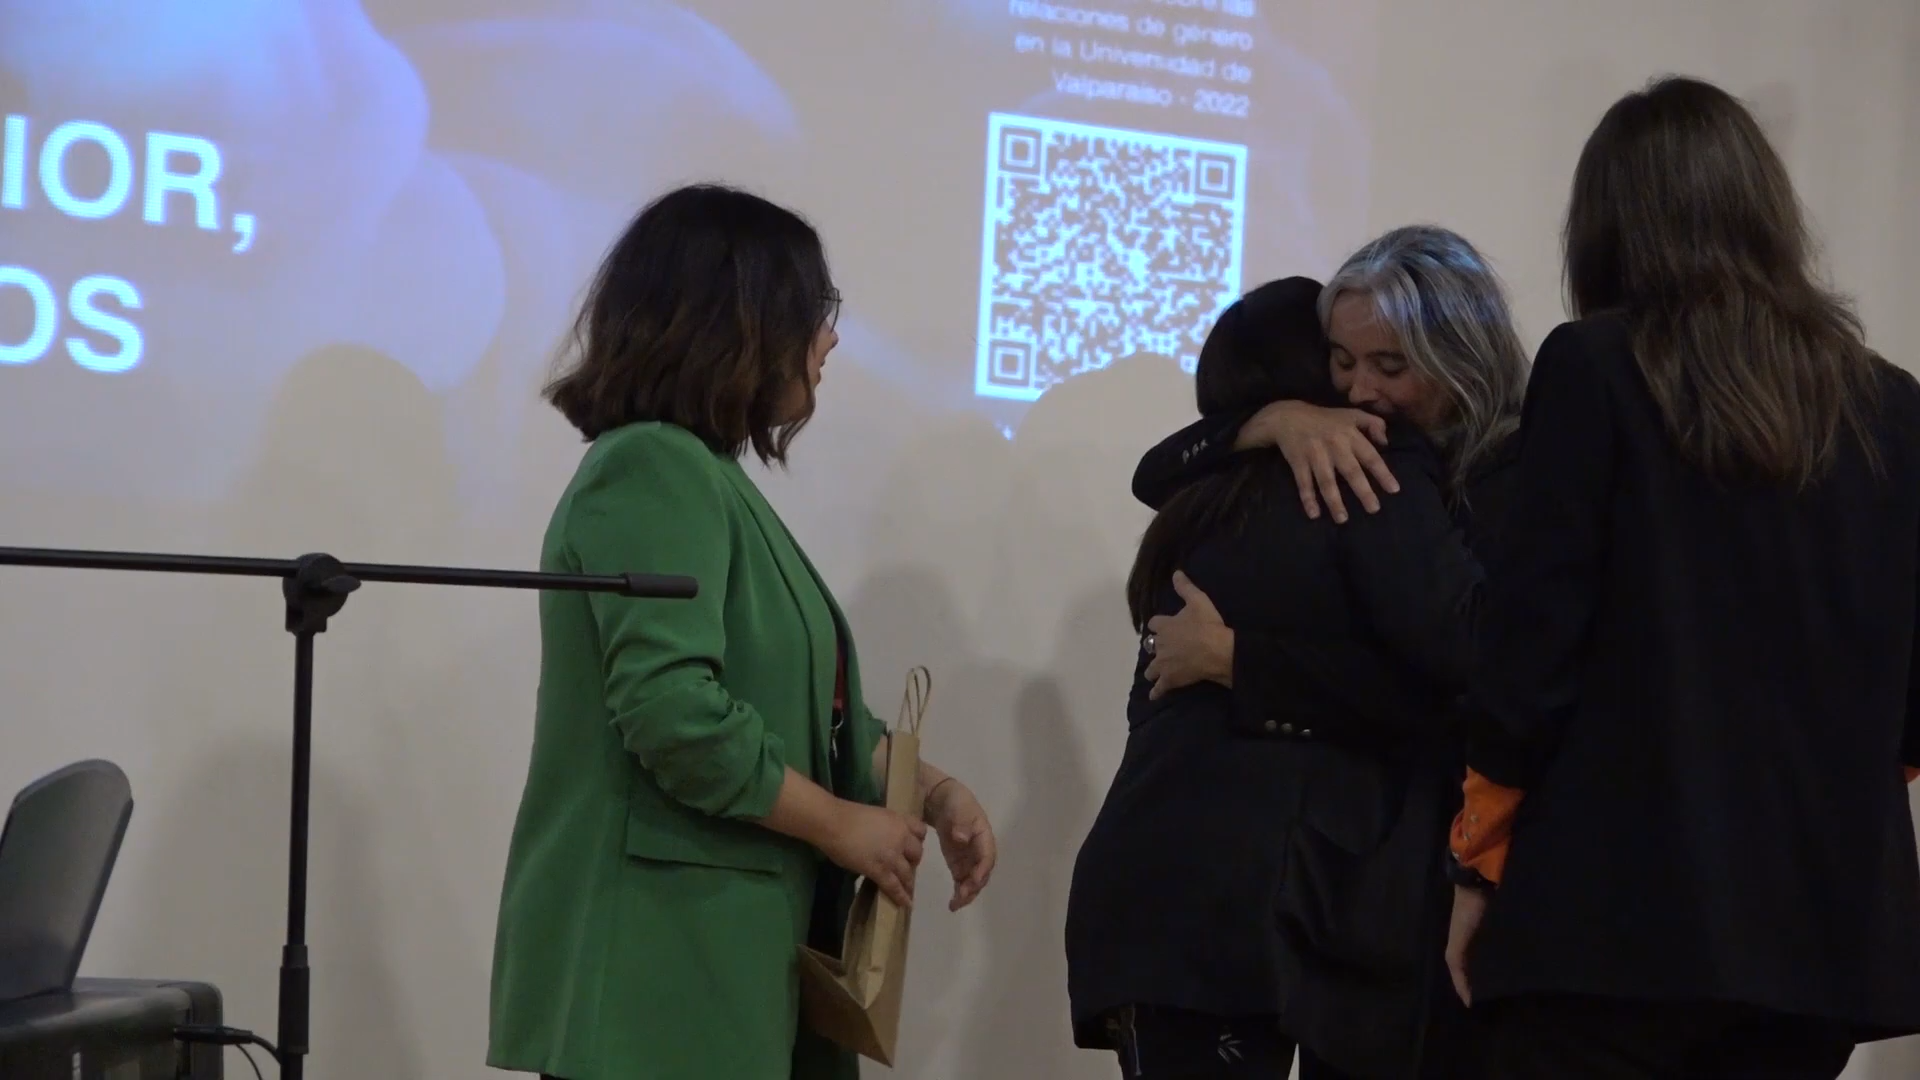 IOR,
OS
relaciones de género
en la Universidad de
Valparaíso - 2022